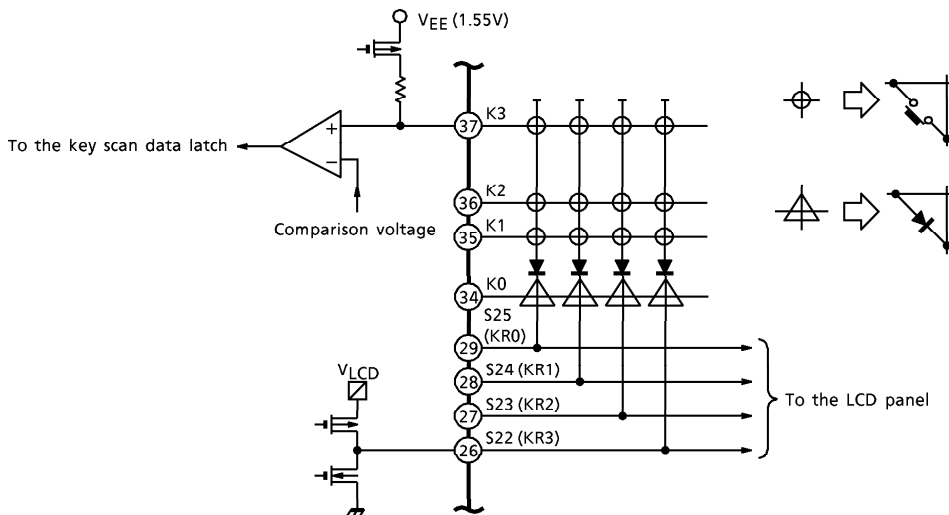 VEE (1.55V)
K3
37
To the key scan data latch
+
−
K2
36
Comparison voltage
K1
35
K0
34
S25
(KR0)
29
VLCD
S24 (KR1)
28
To the LCD panel
S23 (KR2)
27
S22 (KR3)
26